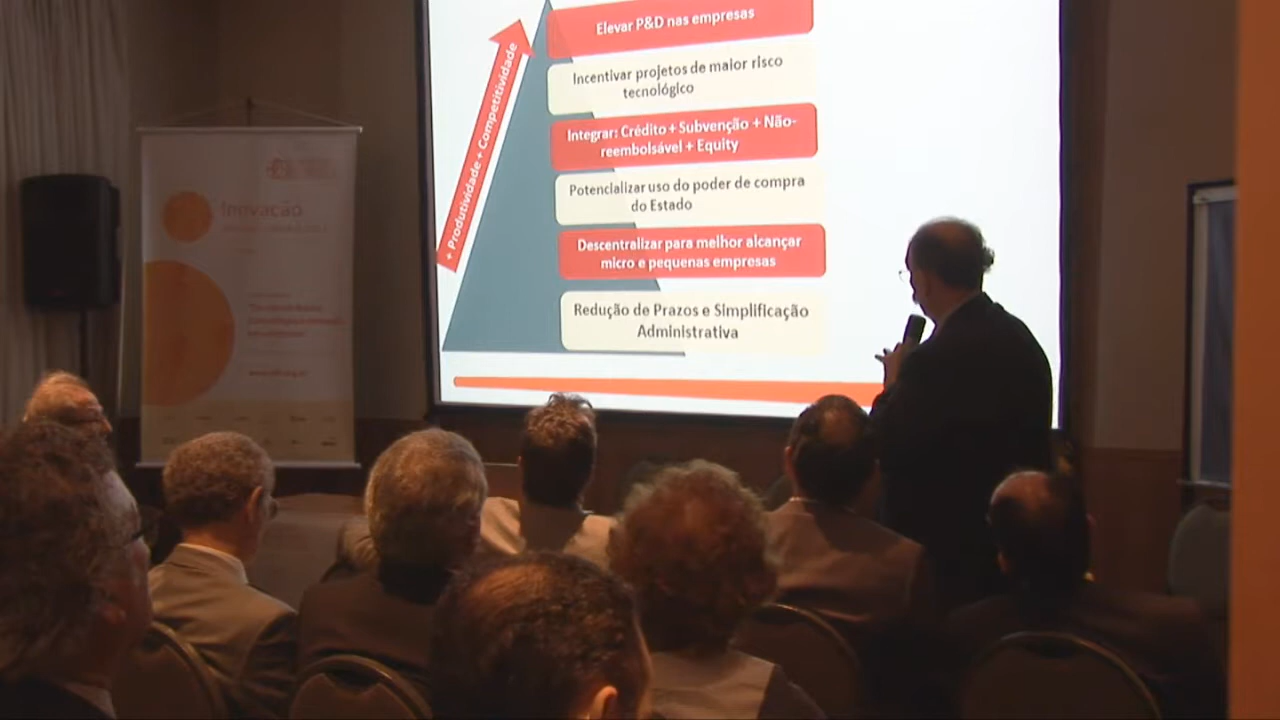 Elevar P&D nas empresas
Incentivar projetos de maior risco
tecnológico
Integrar: Crédito + Subvenção + Não-
reembolsável + Equity
Potencializar uso do poder de compra
do Estado
Descentralizar para melhor alcançar
micro e pequenas empresas
Redução de Prazos e Simplificação
Administrativa
+ Produtividade + Competitividade
Inovação